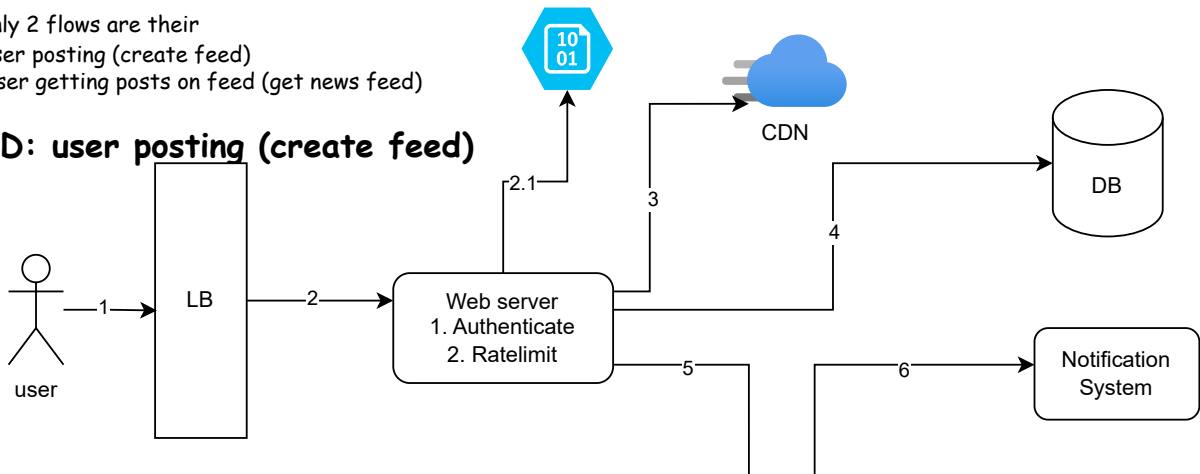 ly 2 flows are their
ser posting (create feed)
ser getting posts on feed (get news feed)
D: user posting (create feed)
10
01
CDN
2.1
3
DB
4
LB
1
2
Web server
1. Authenticate
2. Ratelimit
user
5
6
Notification
System